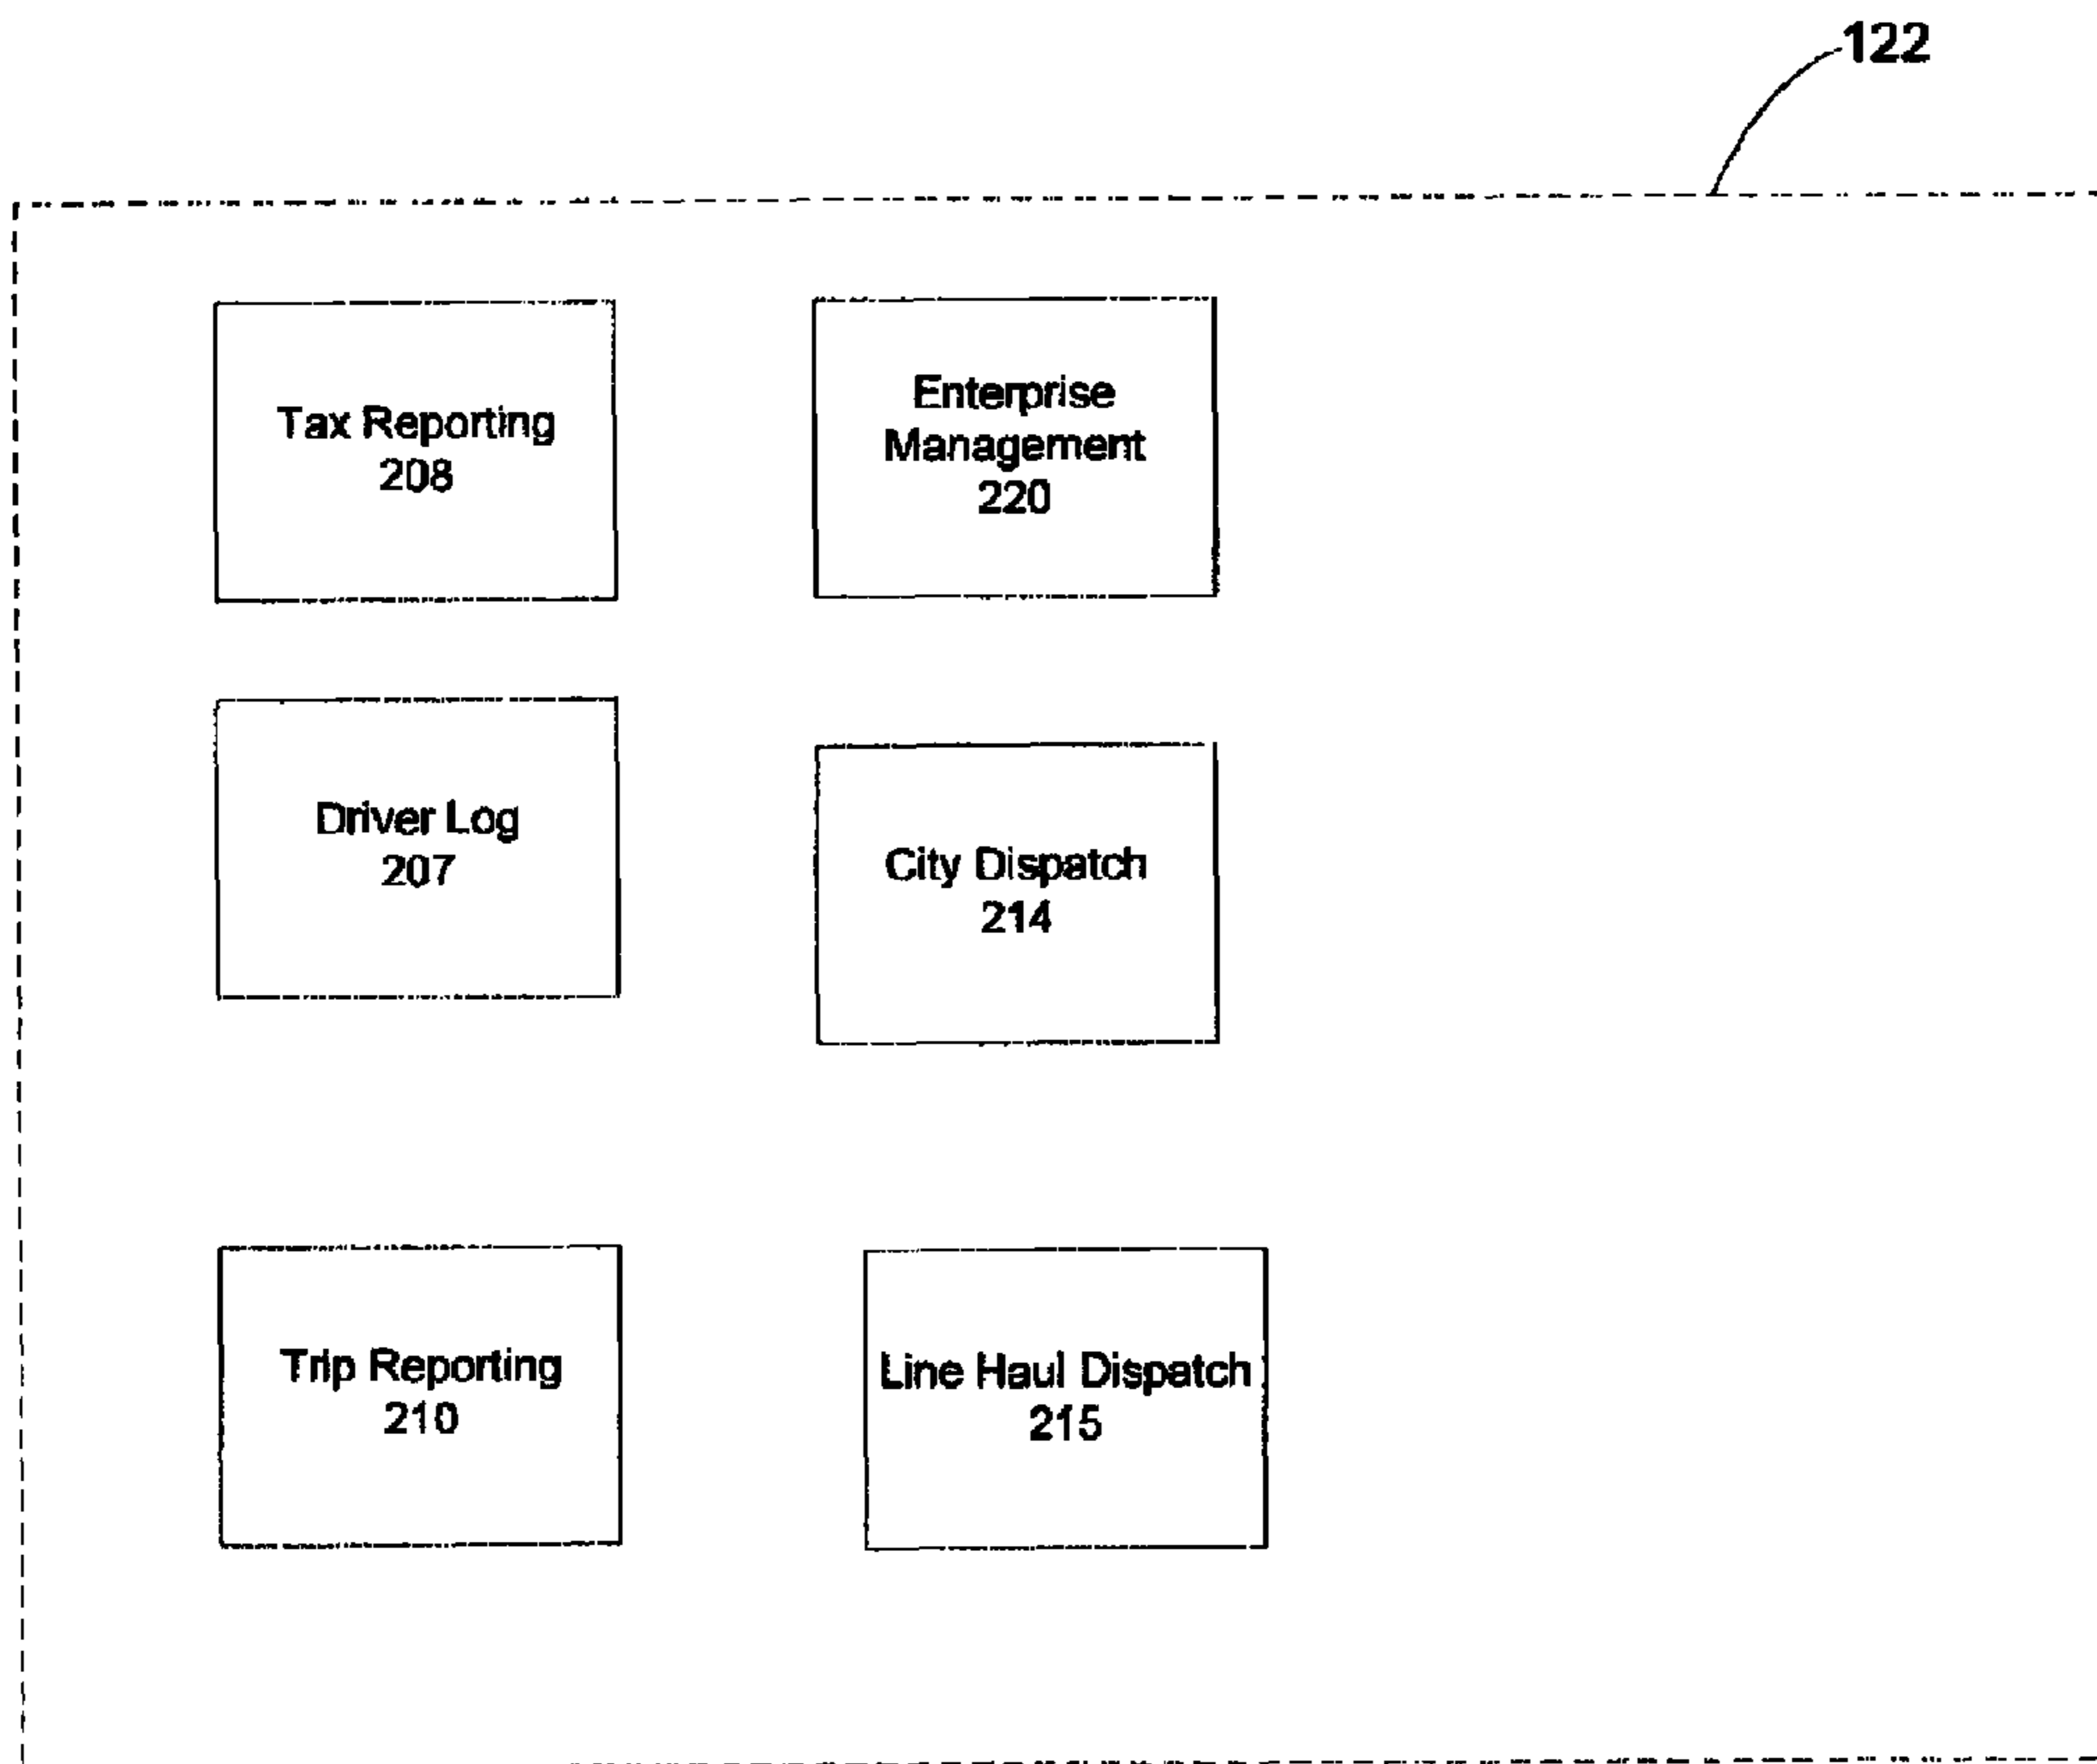 122
Tax Reporting
208
Enterprise
Management
220
Driver Log
207
City Dispatch
214
Trip Reporting
210
Line Haul Dispatch
215